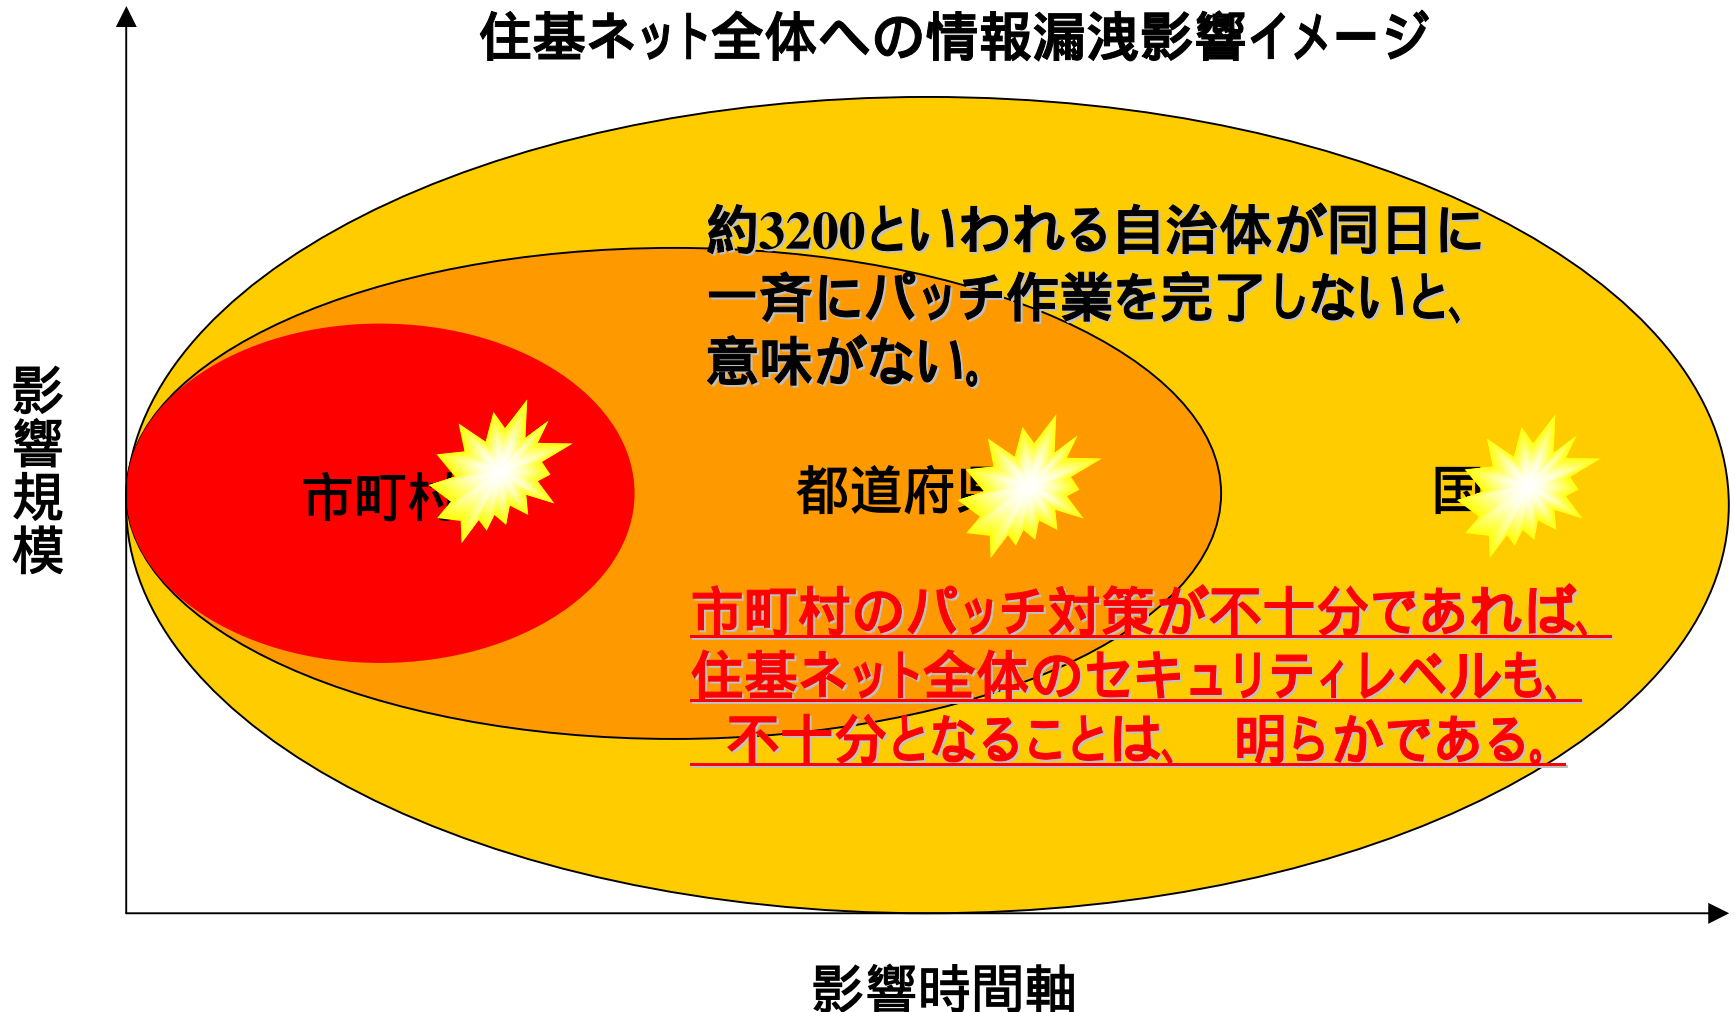 住基ネット全体への情報漏洩影響イメージ
約3200といわれる自治体が同日に
一斉にパッチ作業を完了しないと、
意味がない。
影響規模
市町村
都道府県
国
市町村のパッチ対策が不十分であれば、
住基ネット全体のセキュリティレベルも、
不十分となることは、 明らかである。
影響時間軸